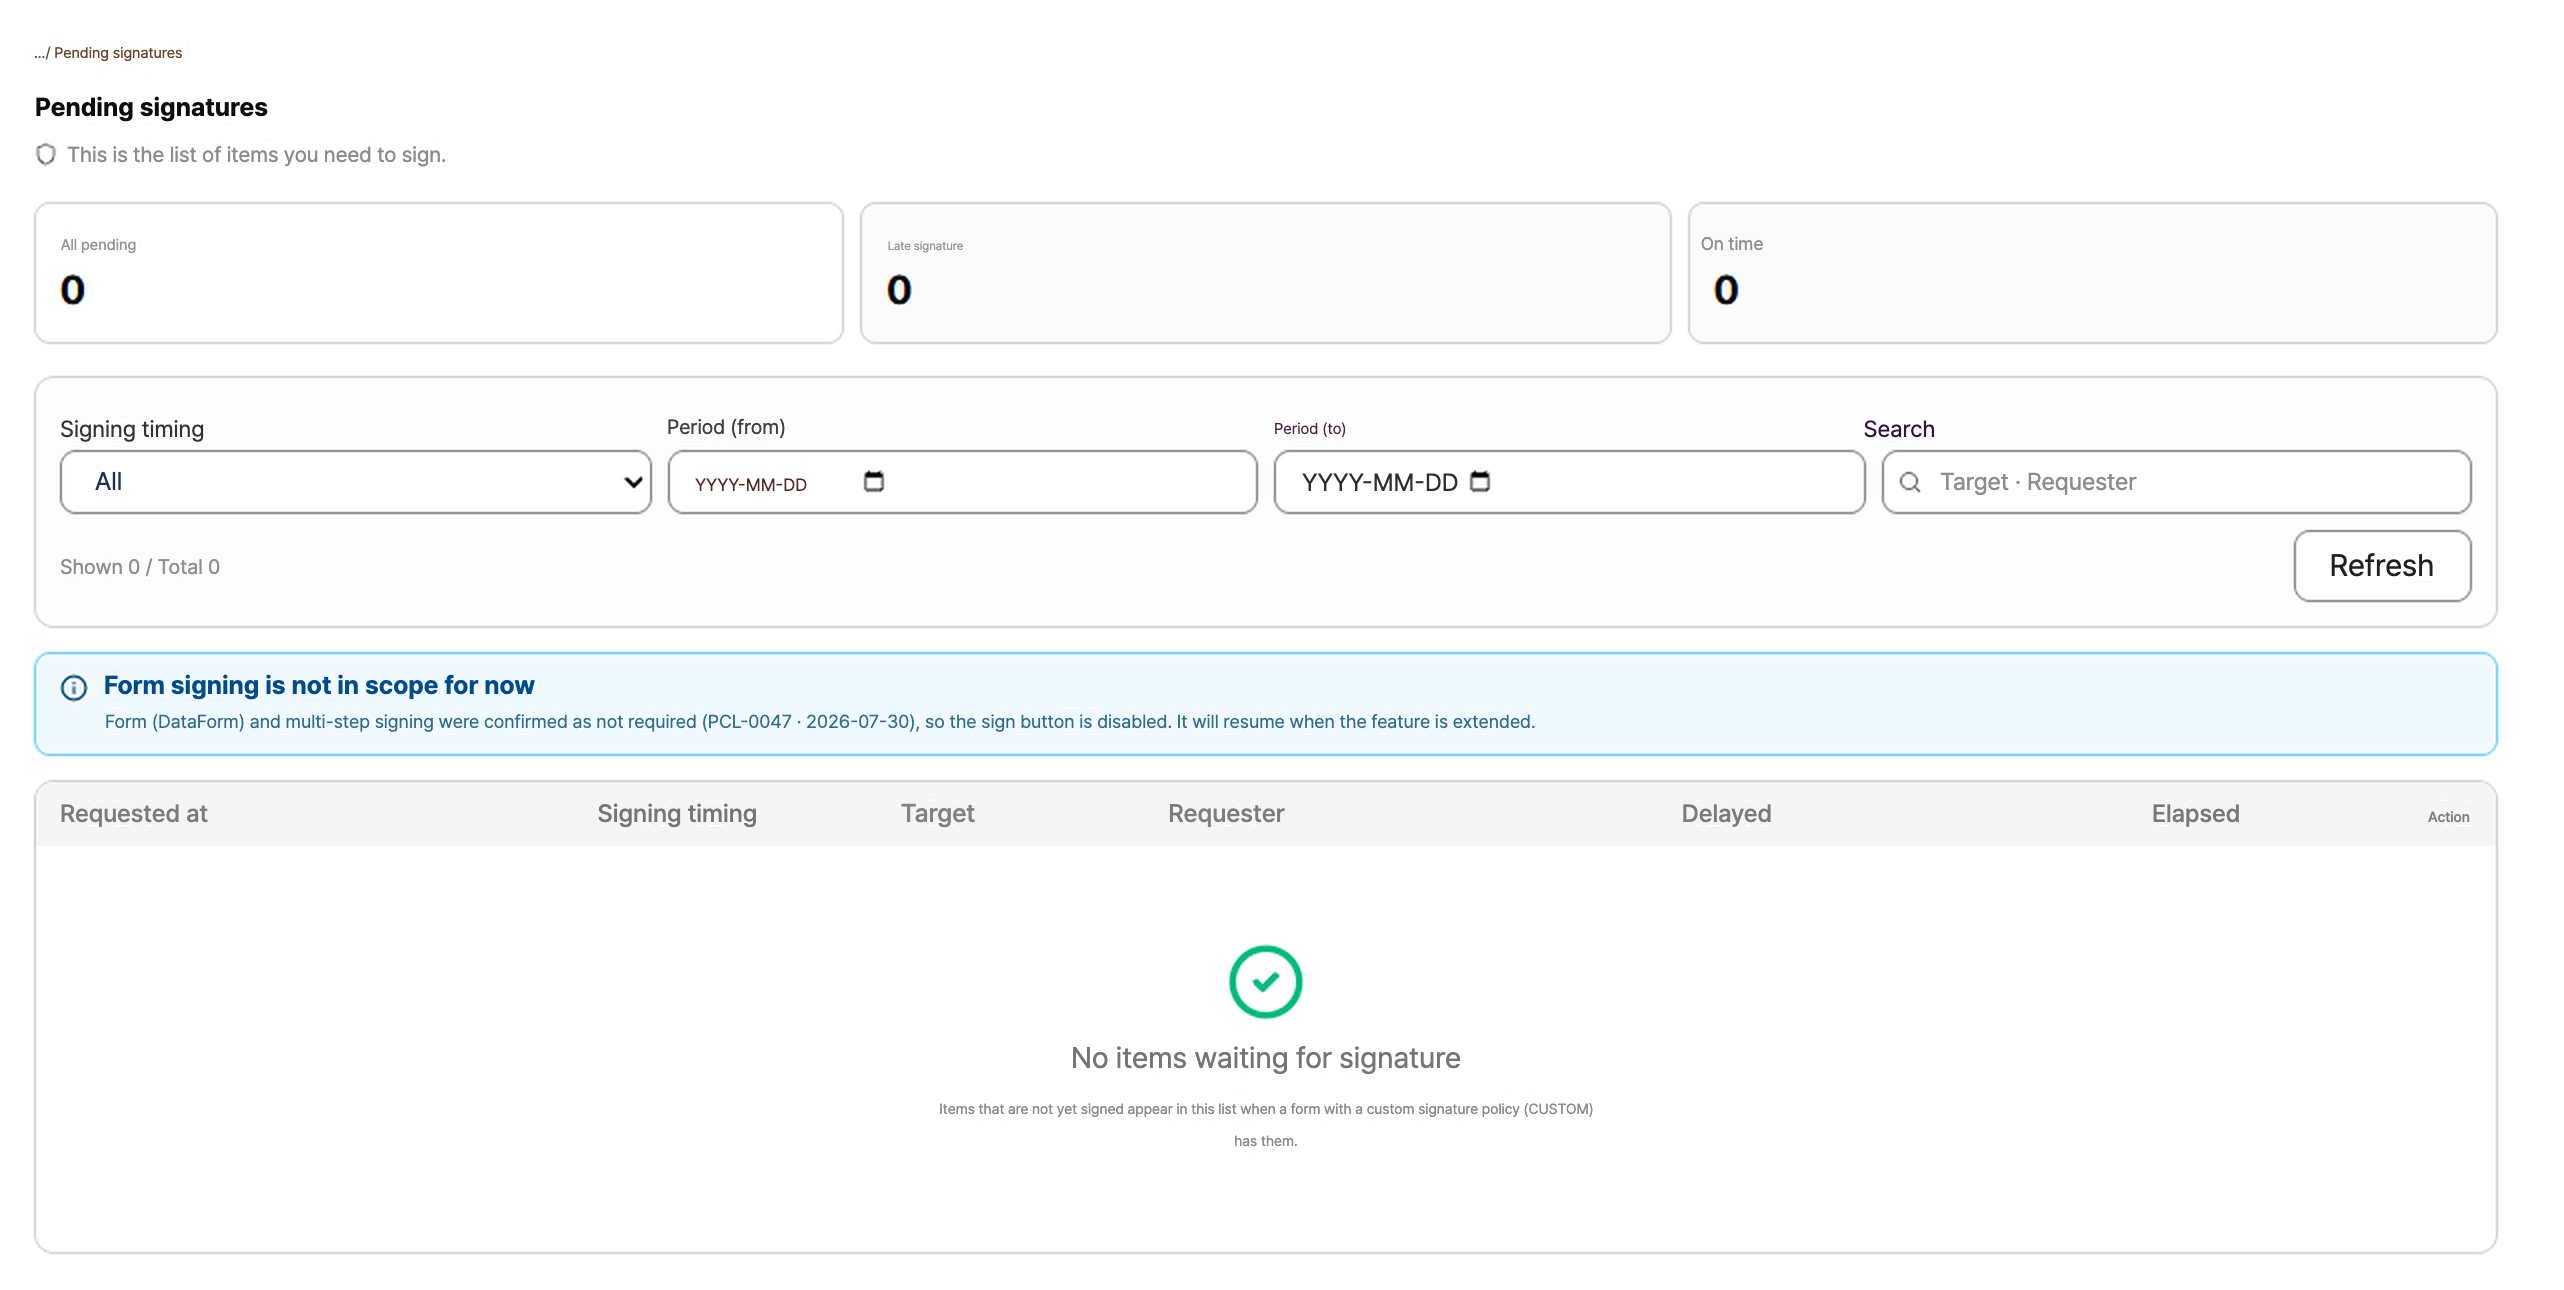 .../ Pending signatures
Pending signatures
This is the list of items you need to sign.
All pending
0
Late signature
0
On time
0
Signing timing
All
Period (from)
YYYY-MM-DD
Period (to)
YYYY-MM-DD
Search
Target · Requester
Shown 0 / Total 0
Refresh
Form signing is not in scope for now
Form (DataForm) and multi-step signing were confirmed as not required (PCL-0047 · 2026-07-30), so the sign button is disabled. It will resume when the feature is extended.
Requested at Signing timing Target Requester Delayed Elapsed Action
No items waiting for signature
Items that are not yet signed appear in this list when a form with a custom signature policy (CUSTOM)
has them.